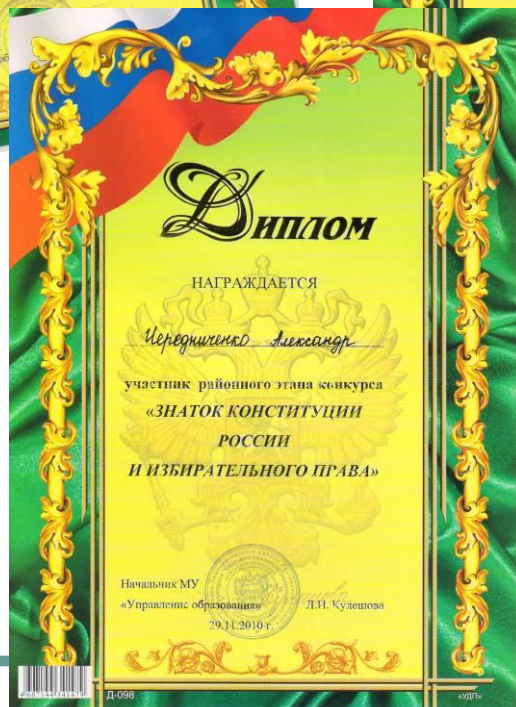 Диплом
НАГРАЖДАЕТСЯ
Чередниченко Александр
участник районного этапа конкурса
«ЗНАТОК КОНСТИТУЦИИ
РОССИИ
И ИЗБИРАТЕЛЬНОГО ПРАВА»
Начальник МУ
«Управление образования» Л.И. Кулешова
29.11.2010 г.
Д-098 «УДП»